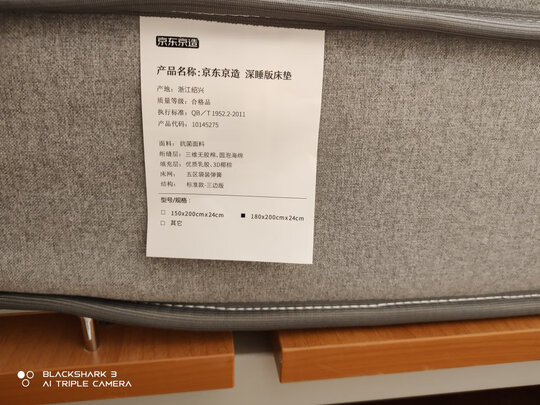 京东京造
产品名称:京东京造 深睡版床垫
产地: 浙江绍兴
质量等级: 合格品
执行标准: QB/T 1952.2-2011
产品代码: 10145275
面料: 抗菌面料
绗缝层: 三维无胶棉、圆泡海绵
填充层: 优质乳胶、3D椰棕
床网: 五区袋装弹簧
结构: 标准款-三边版
型号/规格:
□ 150x200cmx24cm ■ 180x200cmx24cm
□ 其它
BLACKSHARK 3
AI TRIPLE CAMERA